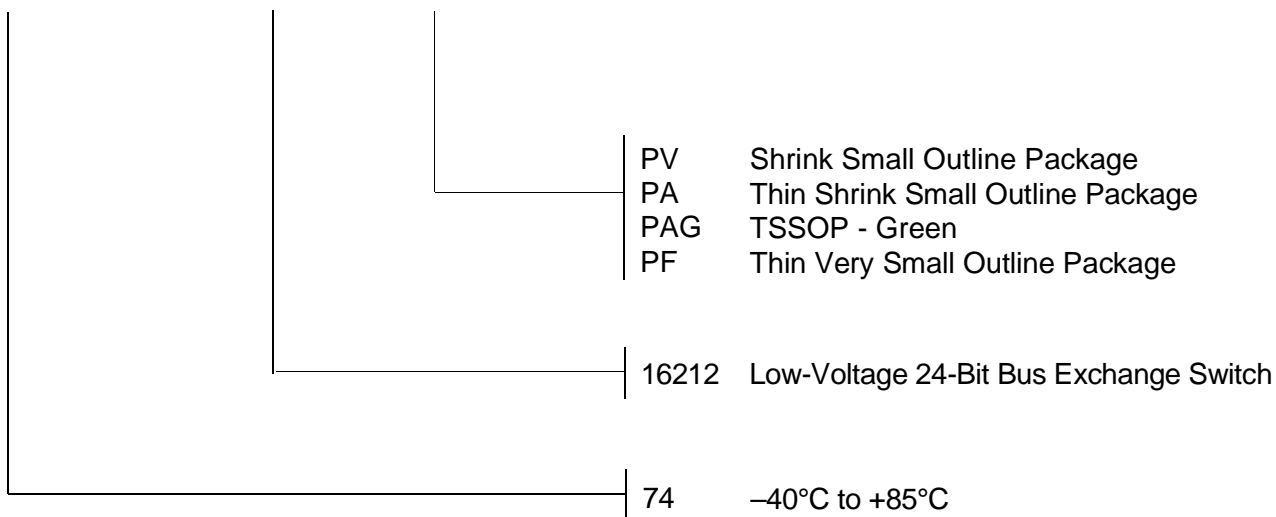 PV Shrink Small Outline Package
PA Thin Shrink Small Outline Package
PAG TSSOP - Green
PF Thin Very Small Outline Package
16212 Low-Voltage 24-Bit Bus Exchange Switch
74 –40°C to +85°C